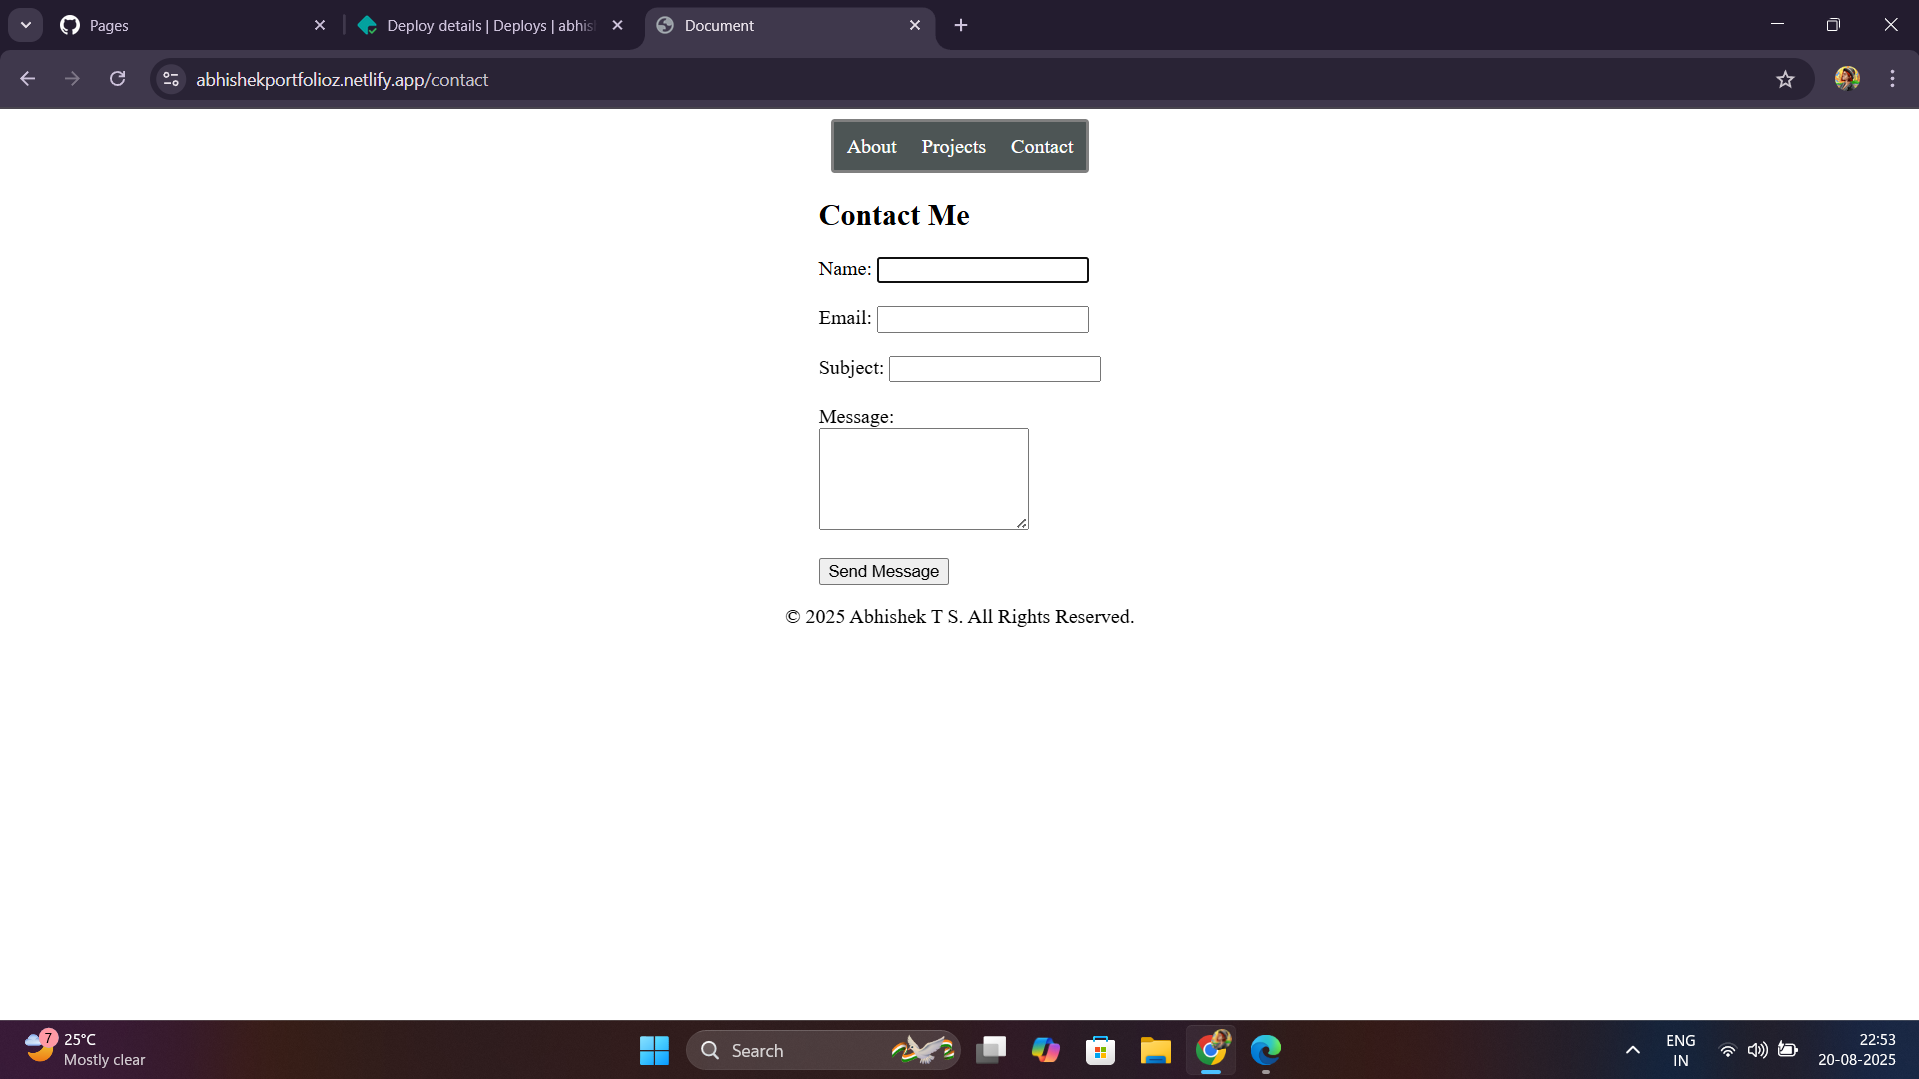 Pages
Deploy details | Deploys | abhis
Document
abhishekportfolioz.netlify.app/contact
About Projects Contact
Contact Me
Name:
Email:
Subject:
Message:
Send Message
© 2025 Abhishek T S. All Rights Reserved.
7
25°C
Mostly clear
Search
ENG
IN
22:53
20-08-2025